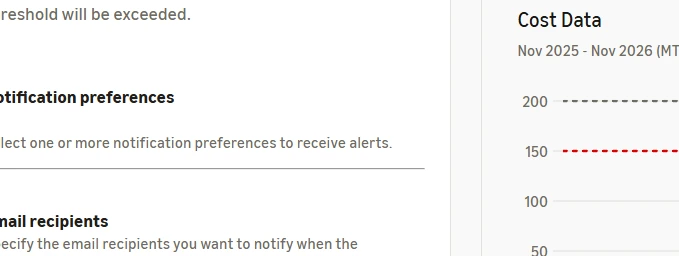 reshold will be exceeded.
otification preferences
lect one or more notification preferences to receive alerts.
mail recipients
ecify the email recipients you want to notify when the
Cost Data
Nov 2025 - Nov 2026 (MT
200
150
100
50